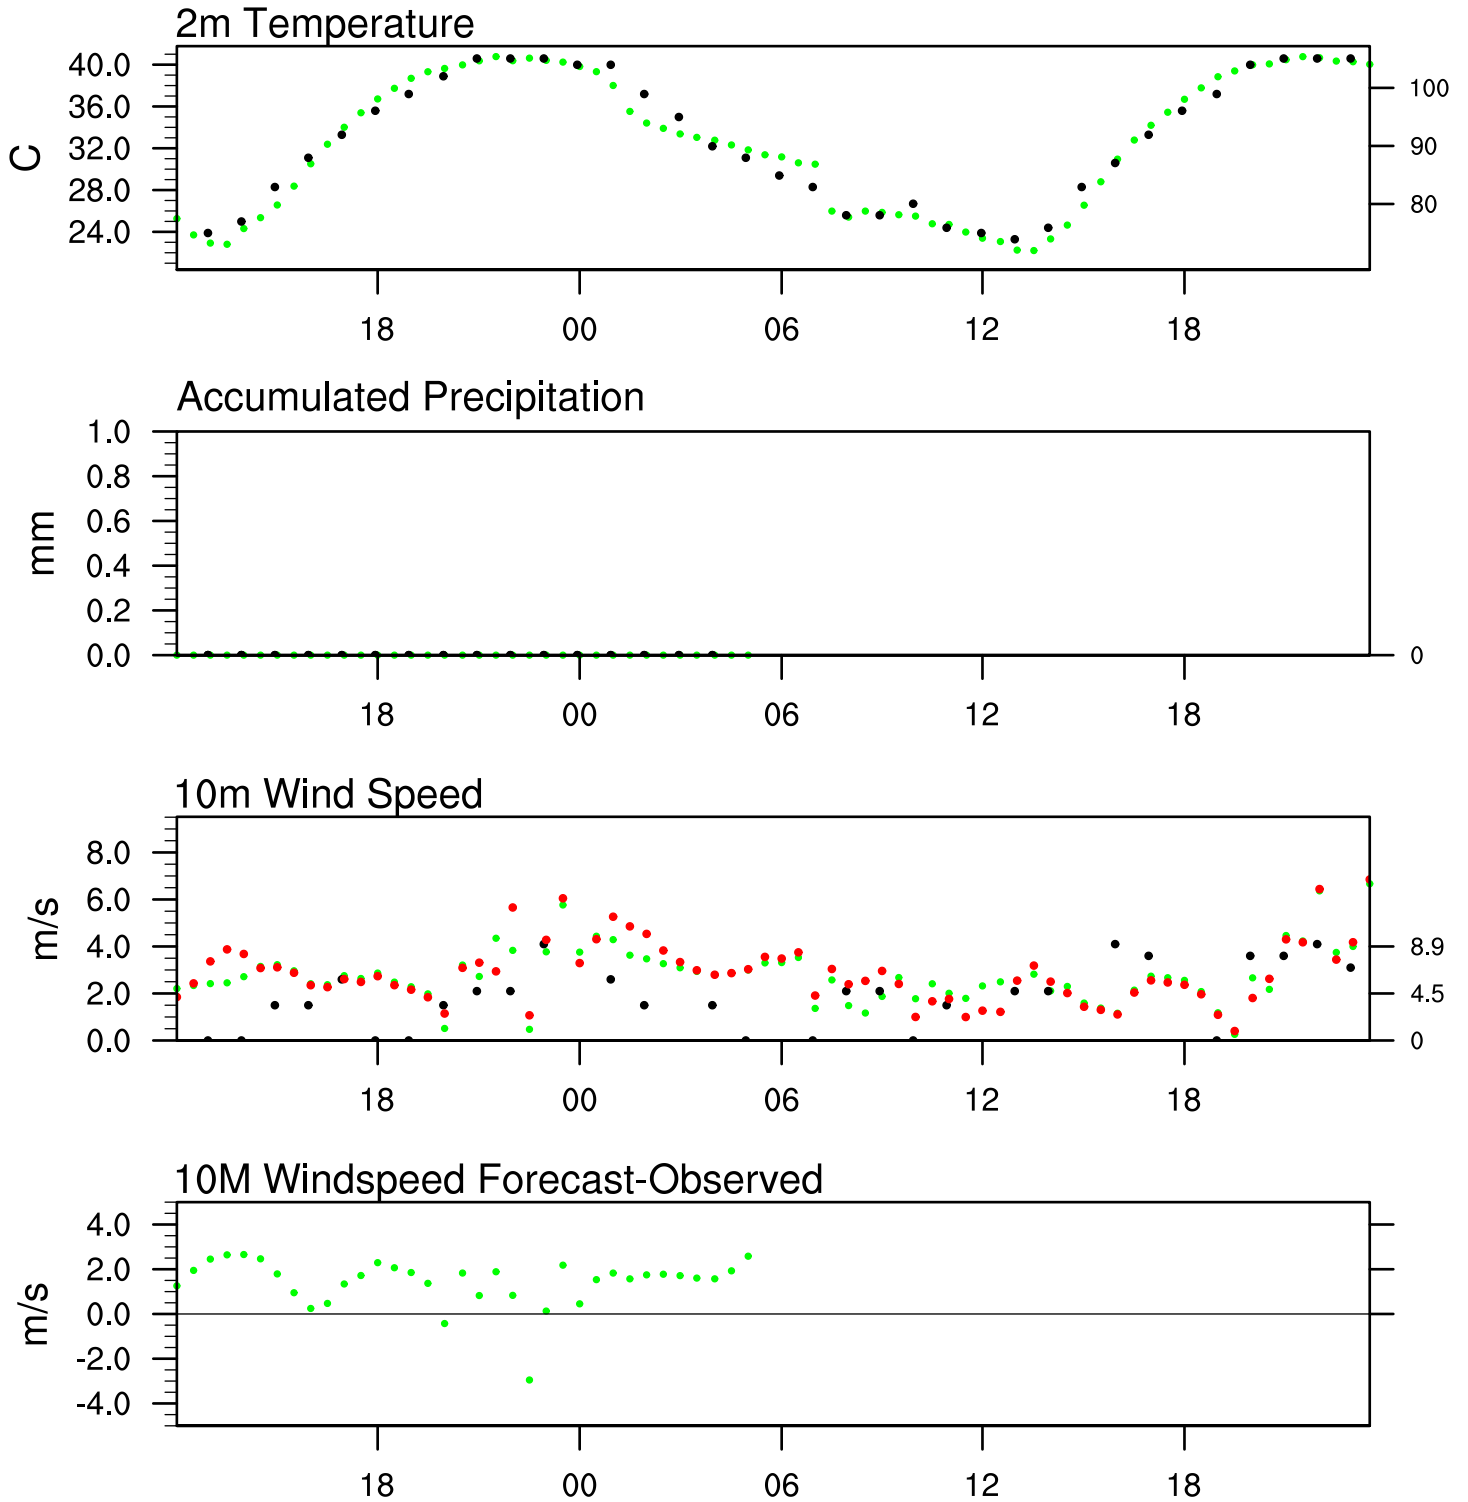 2m Temperature
40.0
36.0
32.0
28.0
24.0
C
100
90
80
18 00 06 12 18
Accumulated Precipitation
1.0
0.8
0.6
0.4
0.2
0.0
mm
0
18 00 06 12 18
10m Wind Speed
8.0
6.0
4.0
2.0
0.0
m/s
8.9
4.5
0
18 00 06 12 18
10M Windspeed Forecast-Observed
4.0
2.0
0.0
-2.0
-4.0
m/s
18 00 06 12 18